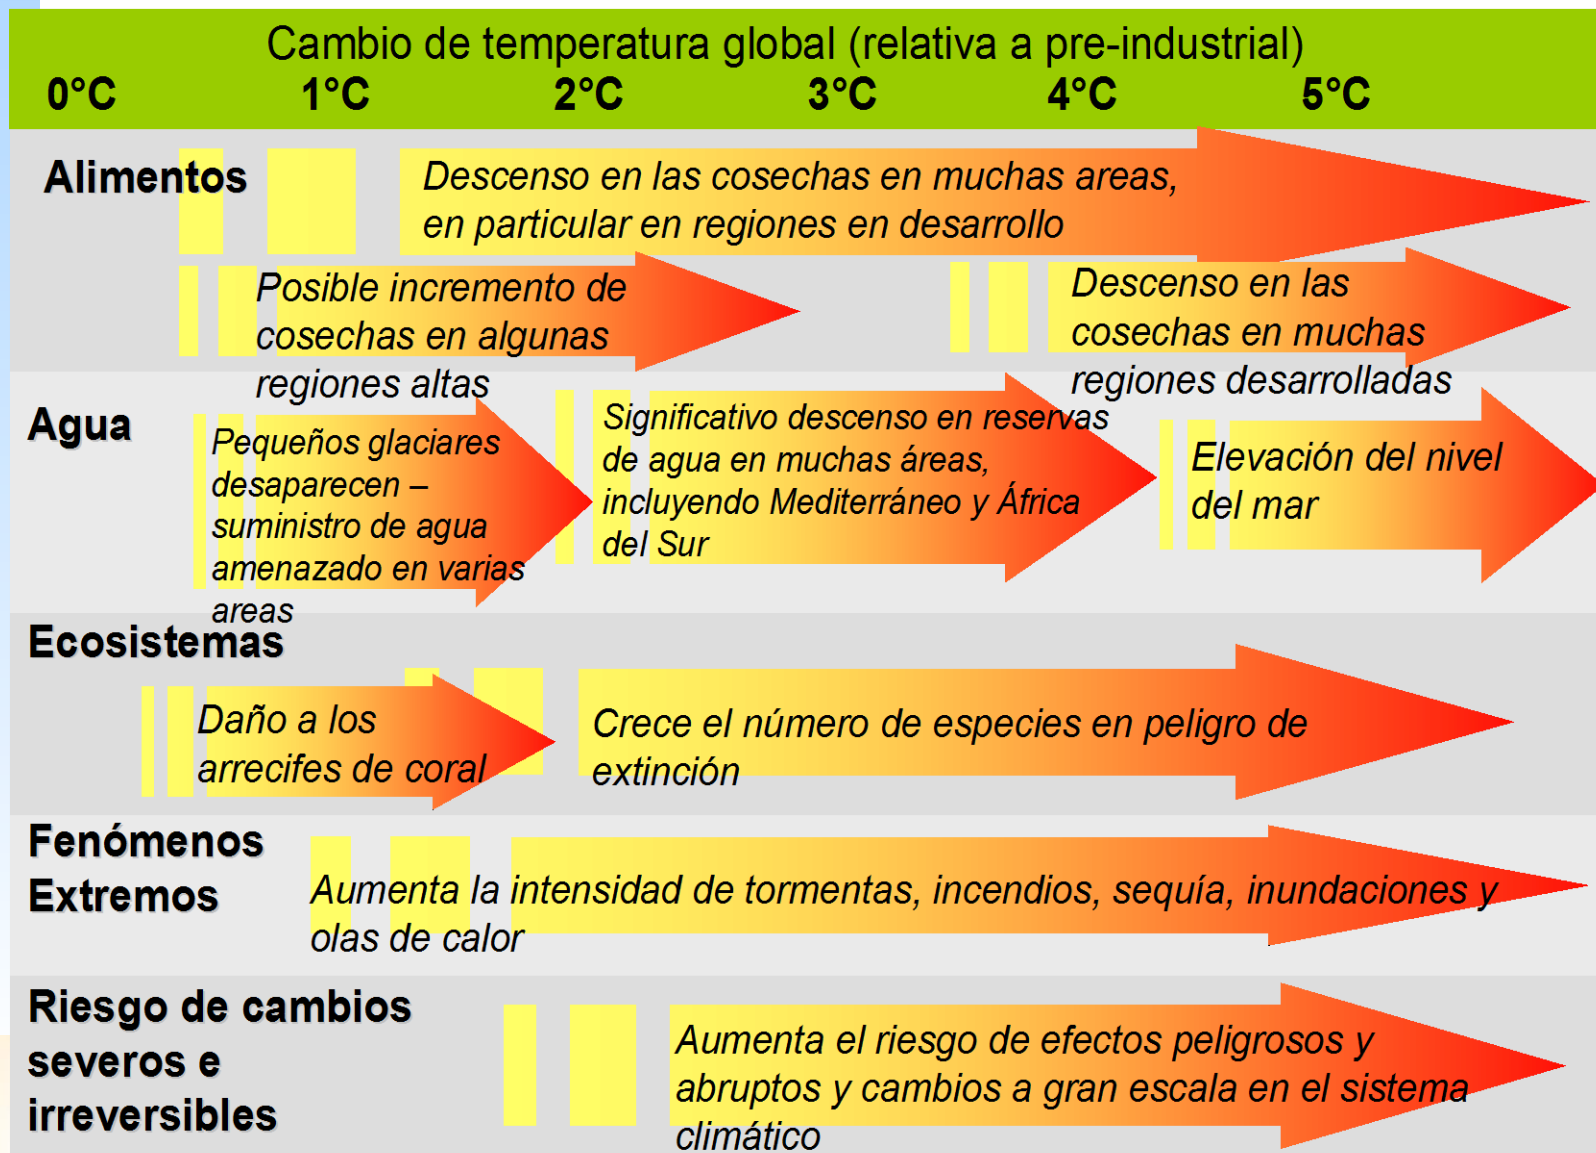 Cambio de temperatura global (relativa a pre-industrial)
0°C 1°C 2°C 3°C 4°C 5°C
Alimentos
Descenso en las cosechas en muchas areas,
en particular en regiones en desarrollo
Posible incremento de
cosechas en algunas
regiones altas
Descenso en las
cosechas en muchas
regiones desarrolladas
Agua
Pequeños glaciares
desaparecen –
suministro de agua
amenazado en varias
areas
Significativo descenso en reservas
de agua en muchas áreas,
incluyendo Mediterráneo y África
del Sur
Elevación del nivel
del mar
Ecosistemas
Daño a los
arrecifes de coral
Crece el número de especies en peligro de
extinción
Fenómenos
Extremos
Aumenta la intensidad de tormentas, incendios, sequía, inundaciones y
olas de calor
Riesgo de cambios
severos e
irreversibles
Aumenta el riesgo de efectos peligrosos y
abruptos y cambios a gran escala en el sistema
climático